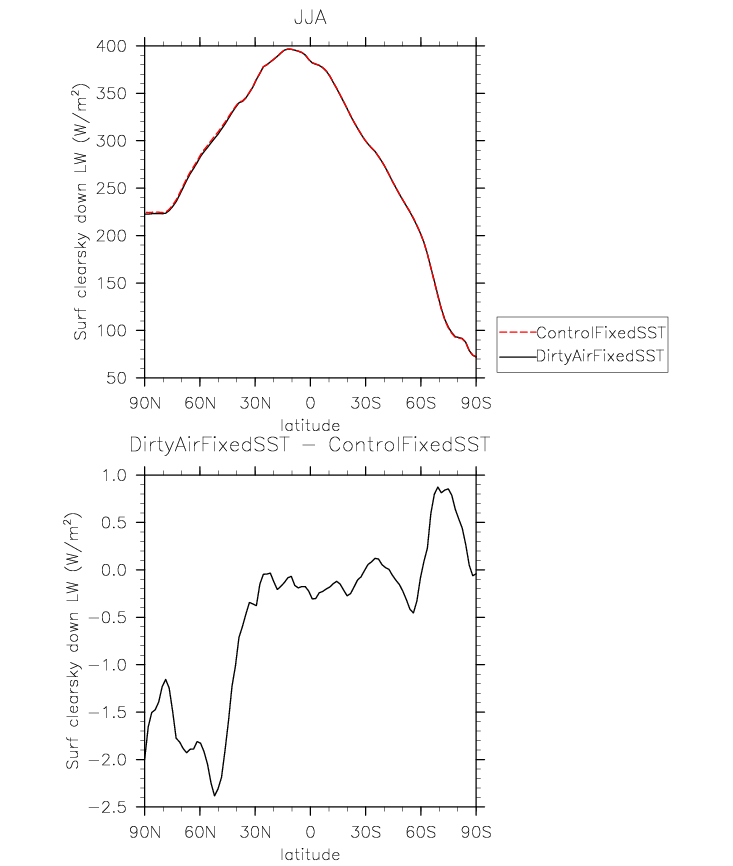 JJA
400
350
300
250
200
150
100
50
Surf clearsky down LW (W/m²)
90N 60N 30N 0 30S 60S 90S
latitude
ControlFixedSST
DirtyAirFixedSST
DirtyAirFixedSST − ControlFixedSST
1.0
0.5
0.0
−0.5
−1.0
−1.5
−2.0
−2.5
Surf clearsky down LW (W/m²)
90N 60N 30N 0 30S 60S 90S
latitude